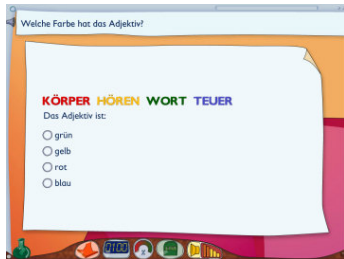 Welche Farbe hat das Adjektiv?
KÖRPER HÖREN WORT TEUER
Das Adjektiv ist:
grün
gelb
rot
blau